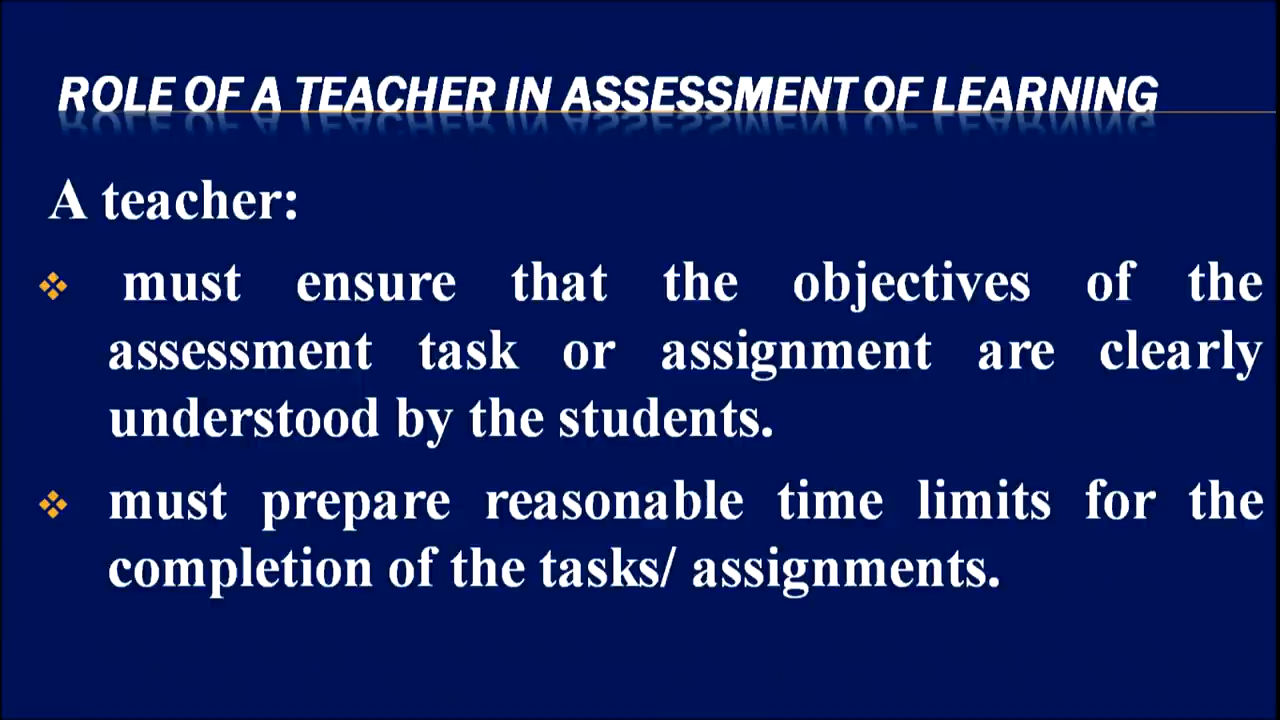 ROLE OF A TEACHER IN ASSESSMENT OF LEARNING
A teacher:
must ensure that the objectives of the
assessment task or assignment are clearly
understood by the students.
must prepare reasonable time limits for the
completion of the tasks/ assignments.